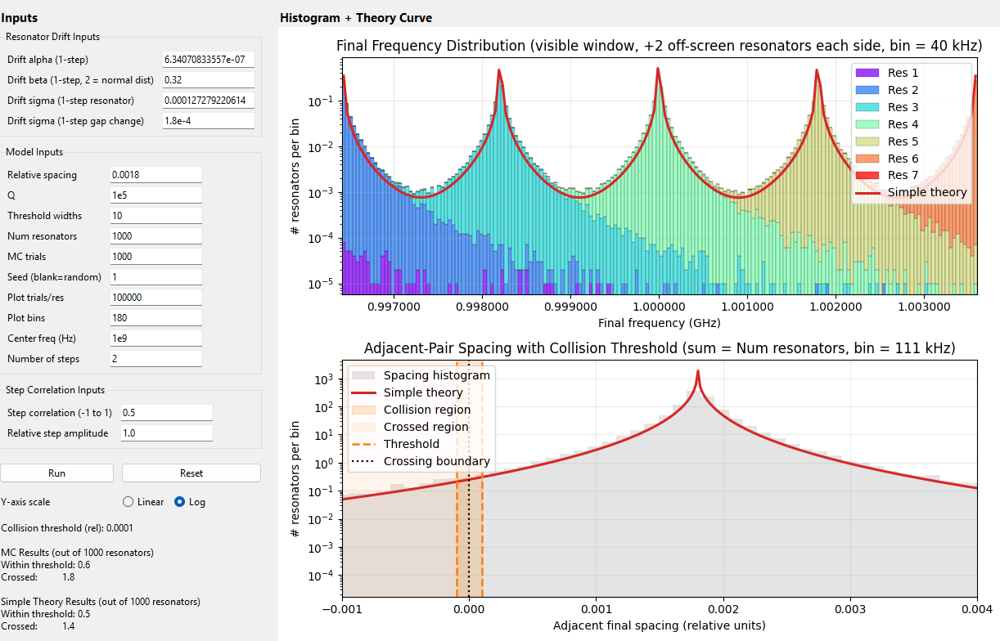 Inputs
Resonator Drift Inputs
Drift alpha (1-step) 6.34070833557e-07
Drift beta (1-step, 2 = normal dist) 0.32
Drift sigma (1-step resonator) 0.000127279220614
Drift sigma (1-step gap change) 1.8e-4
Model Inputs
Relative spacing 0.0018
Q 1e5
Threshold widths 10
Num resonators 1000
MC trials 1000
Seed (blank=random) 1
Plot trials/res 100000
Plot bins 180
Center freq (Hz) 1e9
Number of steps 2
Step Correlation Inputs
Step correlation (-1 to 1) 0.5
Relative step amplitude 1.0
Run Reset
Y-axis scale Linear Log
Collision threshold (rel): 0.0001
MC Results (out of 1000 resonators)
Within threshold: 0.6
Crossed: 1.8
Simple Theory Results (out of 1000 resonators)
Within threshold: 0.5
Crossed: 1.4
Histogram + Theory Curve
Final Frequency Distribution (visible window, +2 off-screen resonators each side, bin = 40 kHz)
# resonators per bin
10⁻¹
10⁻²
10⁻³
10⁻⁴
10⁻⁵
Res 1
Res 2
Res 3
Res 4
Res 5
Res 6
Res 7
Simple theory
0.997000 0.998000 0.999000 1.000000 1.001000 1.002000 1.003000
Final frequency (GHz)
Adjacent-Pair Spacing with Collision Threshold (sum = Num resonators, bin = 111 kHz)
# resonators per bin
10³
10²
10¹
10⁰
10⁻¹
10⁻²
10⁻³
10⁻⁴
Spacing histogram
Simple theory
Collision region
Crossed region
Threshold
Crossing boundary
−0.001 0.000 0.001 0.002 0.003 0.004
Adjacent final spacing (relative units)